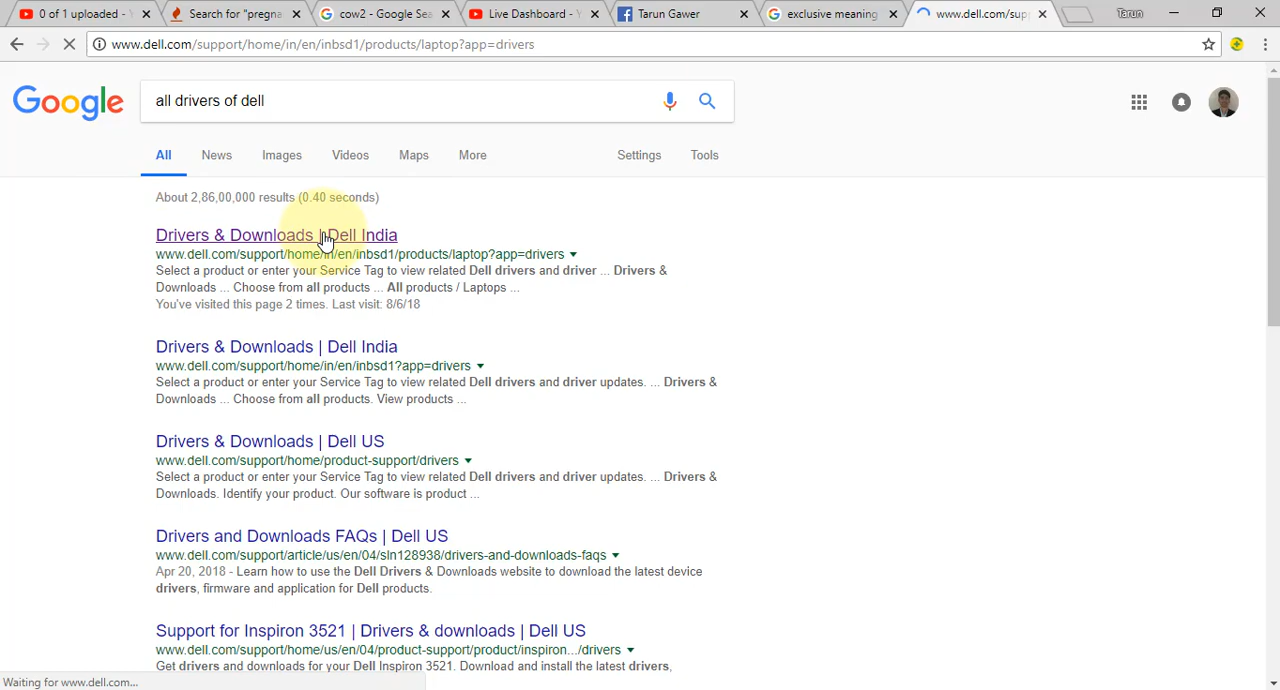 0 of 1 uploaded - Y
Search for "pregna
cow2 - Google Sea
Live Dashboard - Y
Tarun Gawer
exclusive meaning
www.dell.com/sup
Tarun
www.dell.com/support/home/in/en/inbsd1/products/laptop?app=drivers
Google
all drivers of dell
All News Images Videos Maps More Settings Tools
About 2,86,00,000 results (0.40 seconds)
Drivers & Downloads | Dell India
www.dell.com/support/home/in/en/inbsd1/products/laptop?app=drivers
Select a product or enter your Service Tag to view related Dell drivers and driver ... Drivers &
Downloads ... Choose from all products ... All products / Laptops ...
You've visited this page 2 times. Last visit: 8/6/18
Drivers & Downloads | Dell India
www.dell.com/support/home/in/en/inbsd1?app=drivers
Select a product or enter your Service Tag to view related Dell drivers and driver updates. ... Drivers &
Downloads ... Choose from all products. View products ...
Drivers & Downloads | Dell US
www.dell.com/support/home/product-support/drivers
Select a product or enter your Service Tag to view related Dell drivers and driver updates. ... Drivers &
Downloads. Identify your product. Our software is product ...
Drivers and Downloads FAQs | Dell US
www.dell.com/support/article/us/en/04/sln128938/drivers-and-downloads-faqs
Apr 20, 2018 - Learn how to use the Dell Drivers & Downloads website to download the latest device
drivers, firmware and application for Dell products.
Support for Inspiron 3521 | Drivers & downloads | Dell US
www.dell.com/support/home/us/en/04/product-support/product/inspiron.../drivers
Get drivers and downloads for your Dell Inspiron 3521. Download and install the latest drivers,
Waiting for www.dell.com...